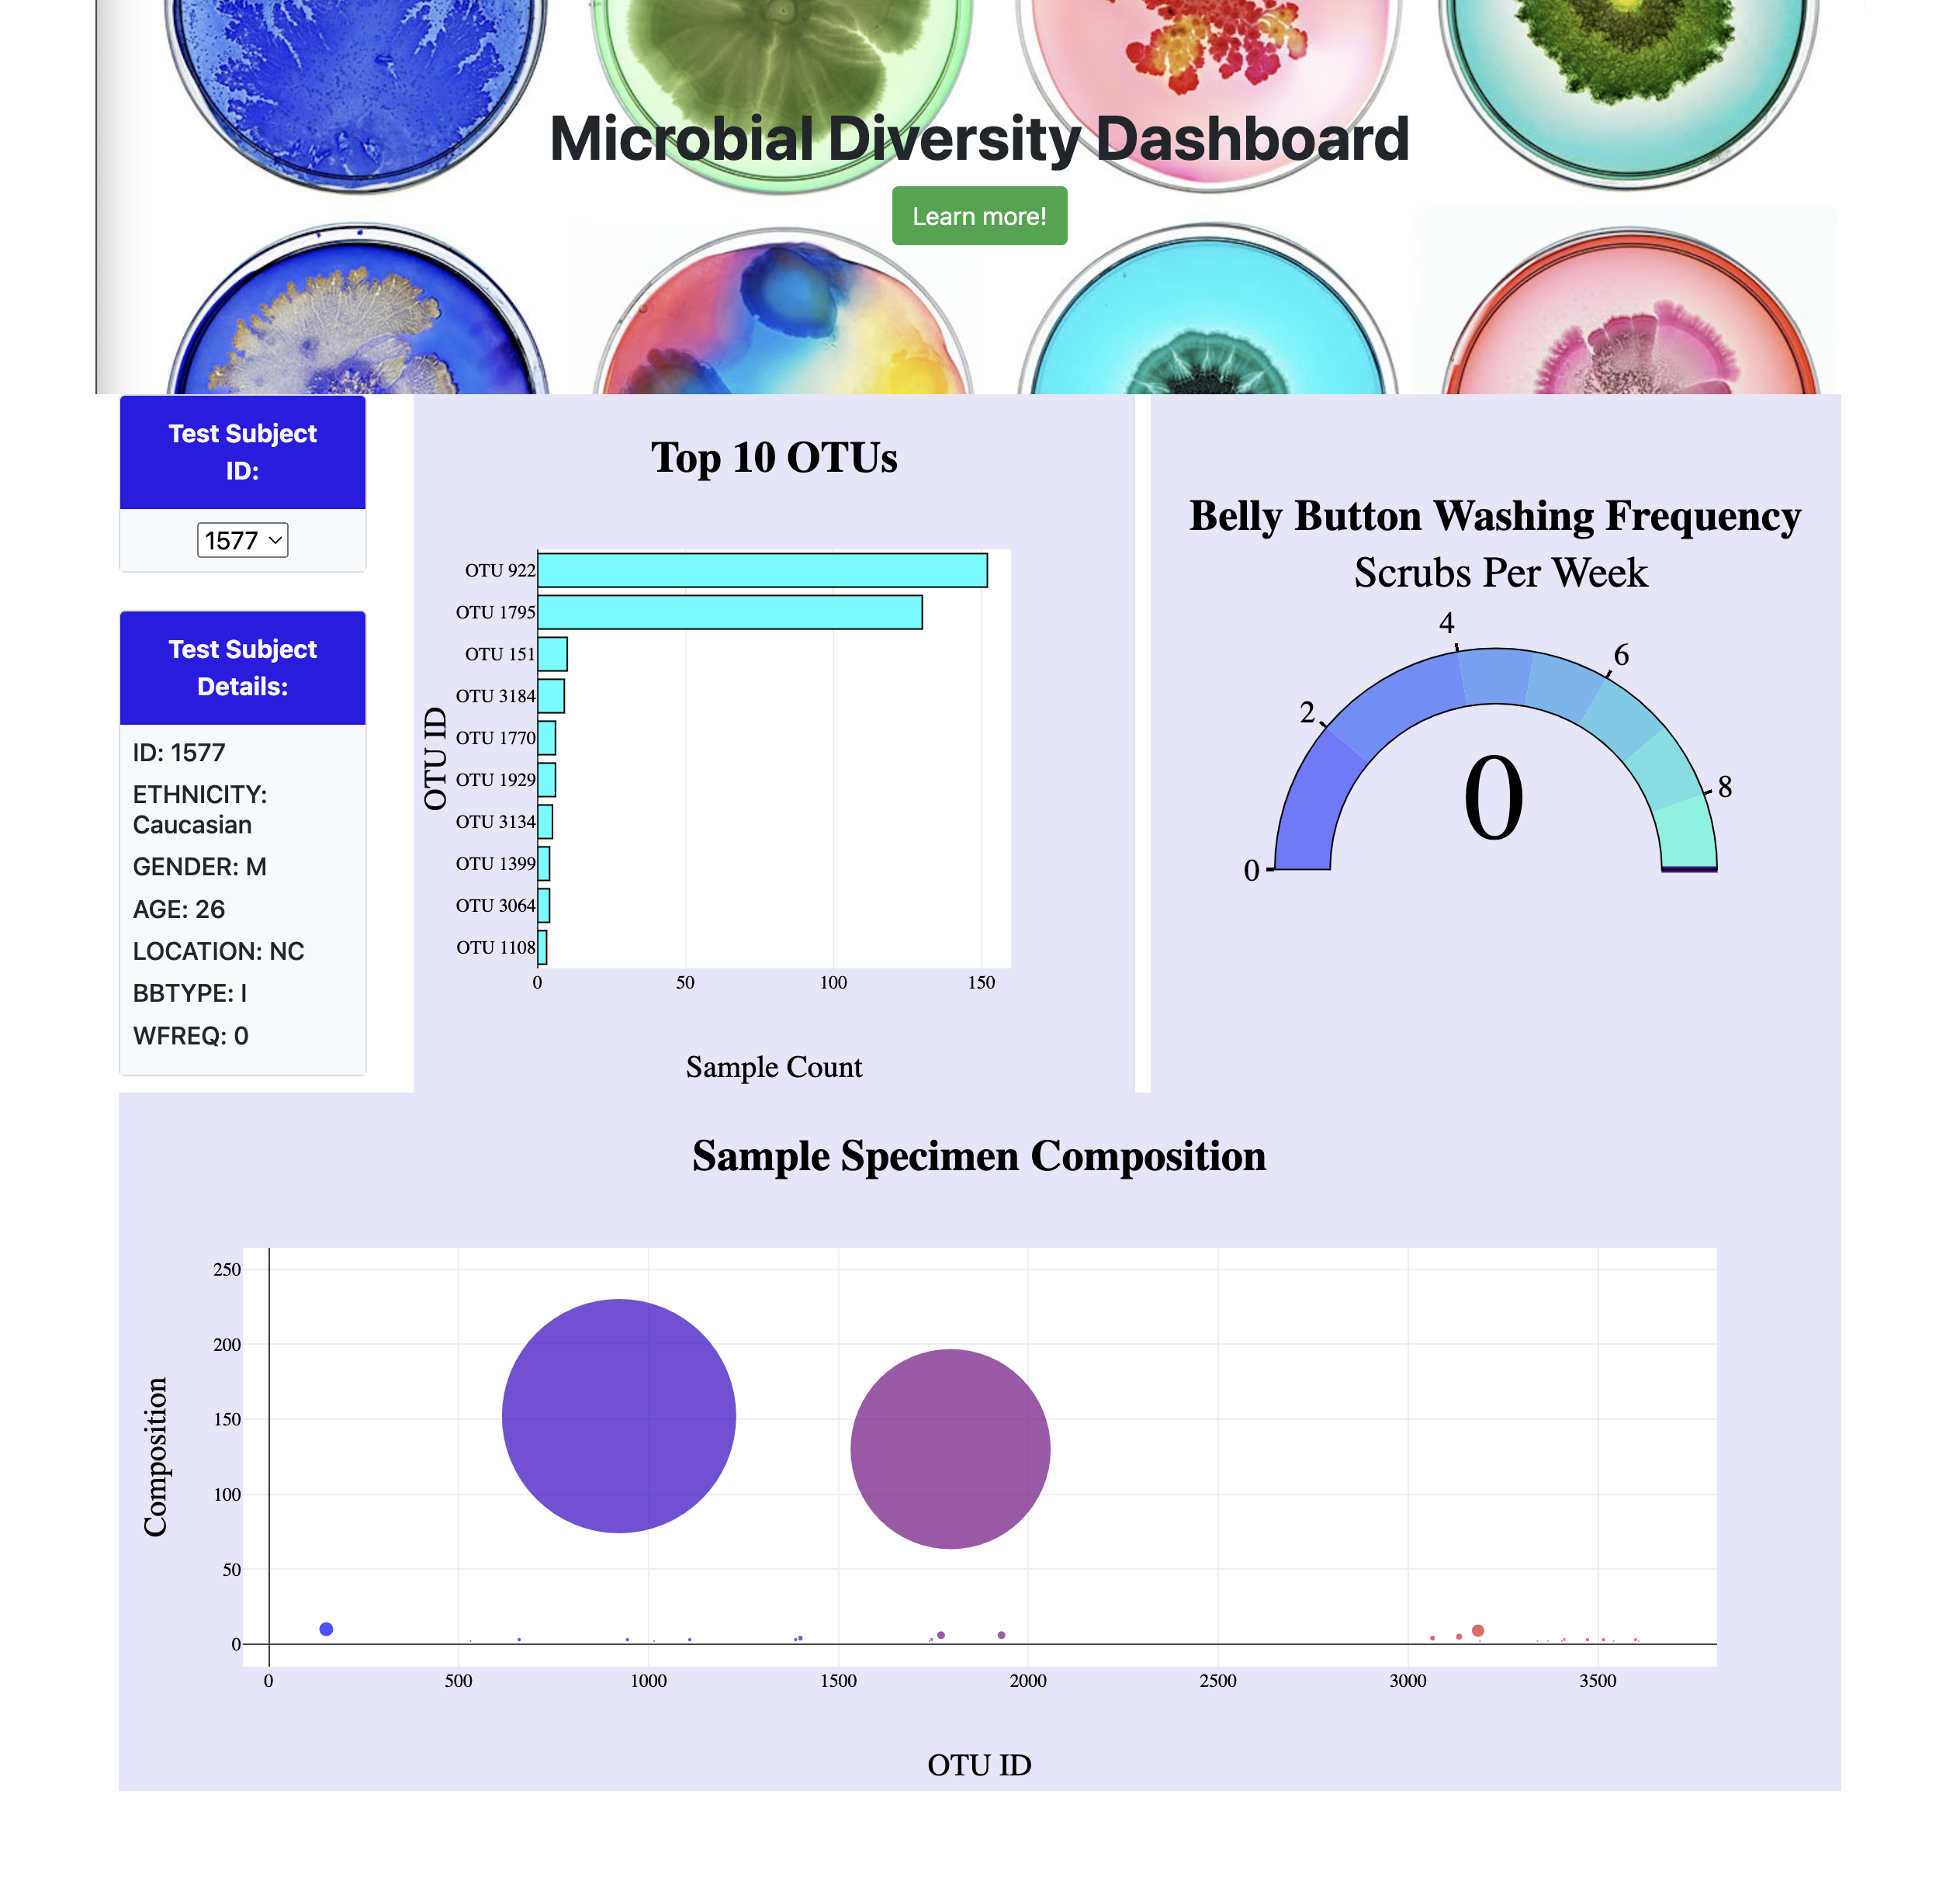 Microbial Diversity Dashboard
Learn more!
Test Subject
ID:
1577
Test Subject
Details:
ID: 1577
ETHNICITY:
Caucasian
GENDER: M
AGE: 26
LOCATION: NC
BBTYPE: I
WFREQ: 0
Top 10 OTUs
OTU ID
OTU 922
OTU 1795
OTU 151
OTU 3184
OTU 1770
OTU 1929
OTU 3134
OTU 1399
OTU 3064
OTU 1108
0 50 100 150
Sample Count
Belly Button Washing Frequency
Scrubs Per Week
0
2
4
6
8
0
Sample Specimen Composition
Composition
250
200
150
100
50
0
0 500 1000 1500 2000 2500 3000 3500
OTU ID